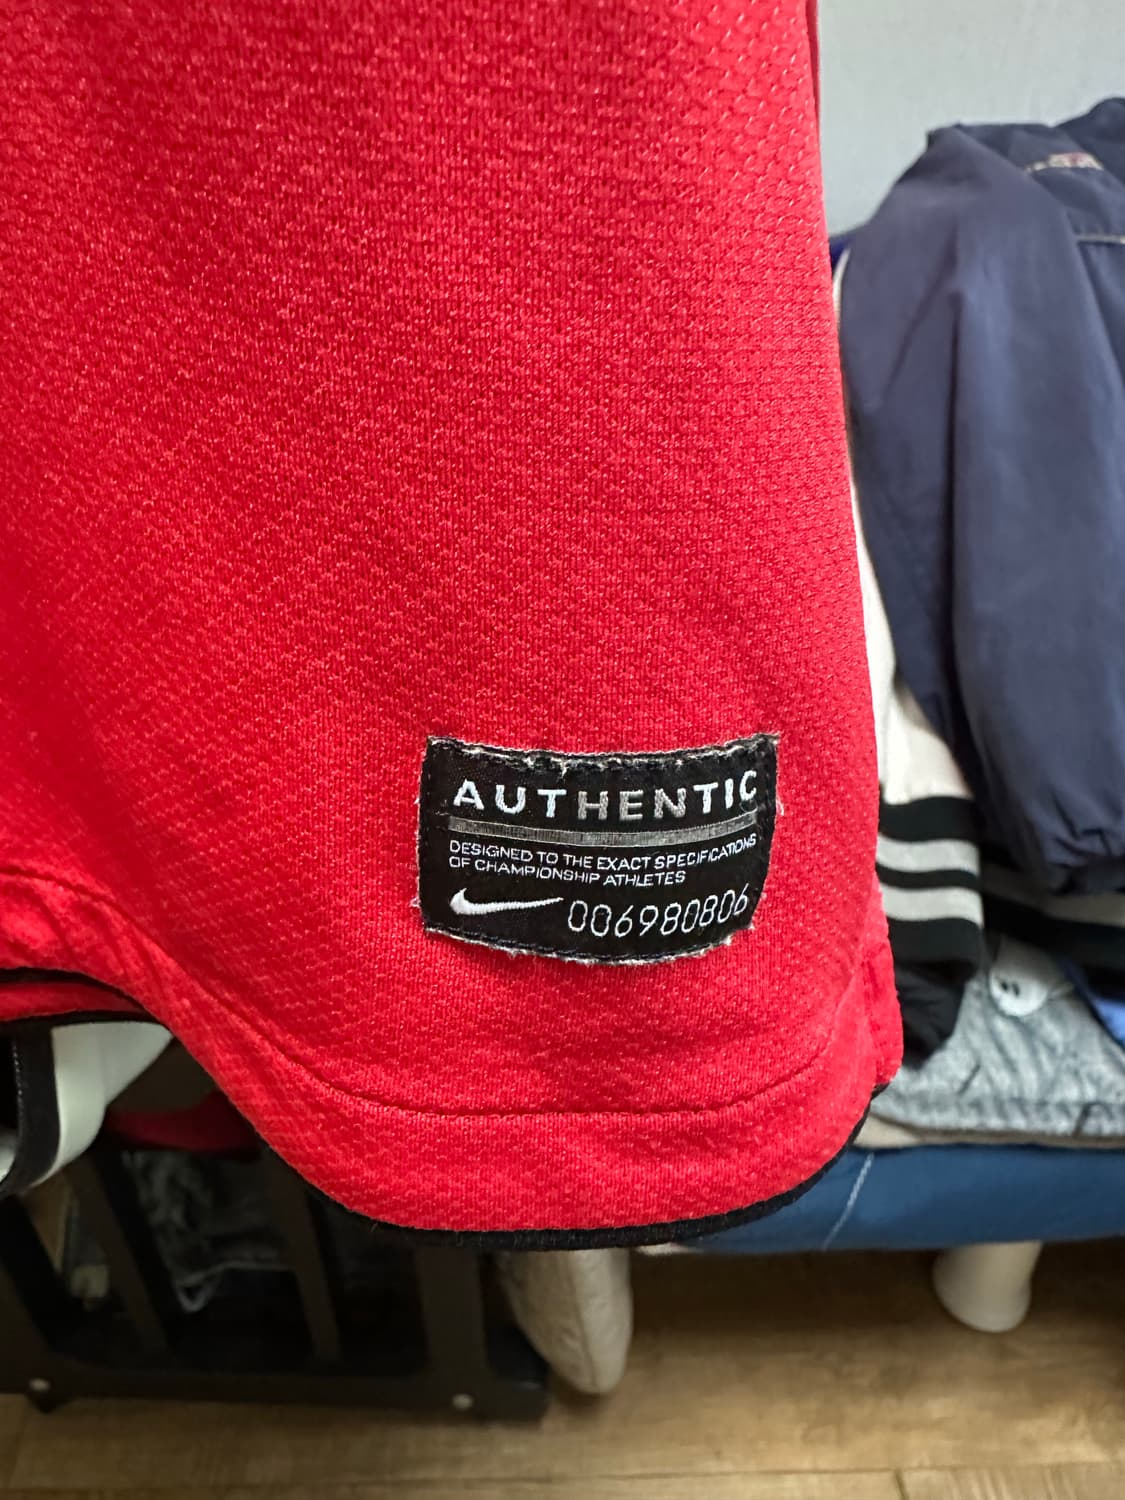 AUTHENTIC
DESIGNED TO THE EXACT SPECIFICATIONS
OF CHAMPIONSHIP ATHLETES
006980806